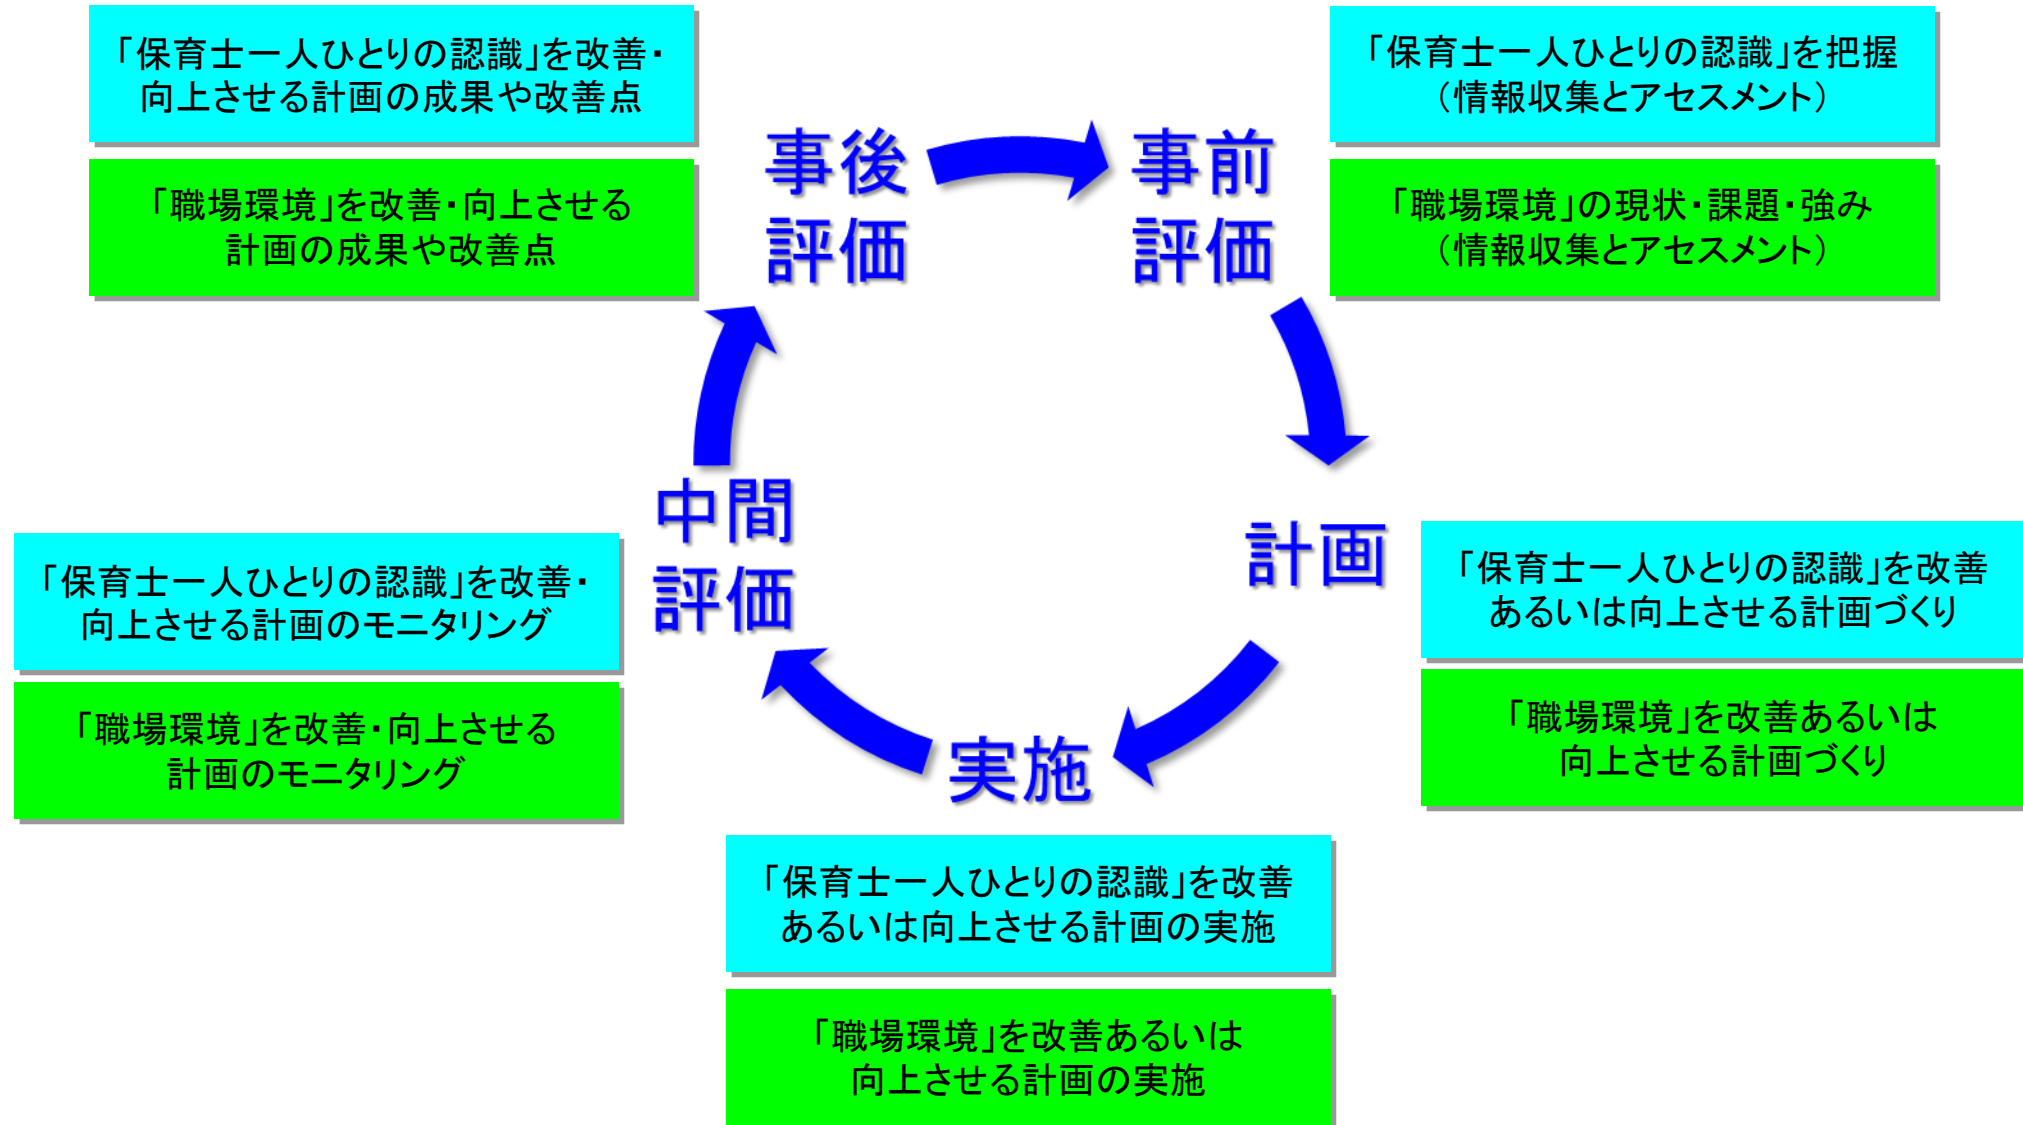 「保育士一人ひとりの認識」を改善・
向上させる計画の成果や改善点
「職場環境」を改善・向上させる
計画の成果や改善点
事後
評価
事前
評価
「保育士一人ひとりの認識」を把握
（情報収集とアセスメント）
「職場環境」の現状・課題・強み
（情報収集とアセスメント）
中間
評価
「保育士一人ひとりの認識」を改善・
向上させる計画のモニタリング
「職場環境」を改善・向上させる
計画のモニタリング
計画
「保育士一人ひとりの認識」を改善
あるいは向上させる計画づくり
「職場環境」を改善あるいは
向上させる計画づくり
実施
「保育士一人ひとりの認識」を改善
あるいは向上させる計画の実施
「職場環境」を改善あるいは
向上させる計画の実施